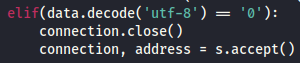 elif(data.decode('utf-8') == '0'):
    connection.close()
    connection, address = s.accept()